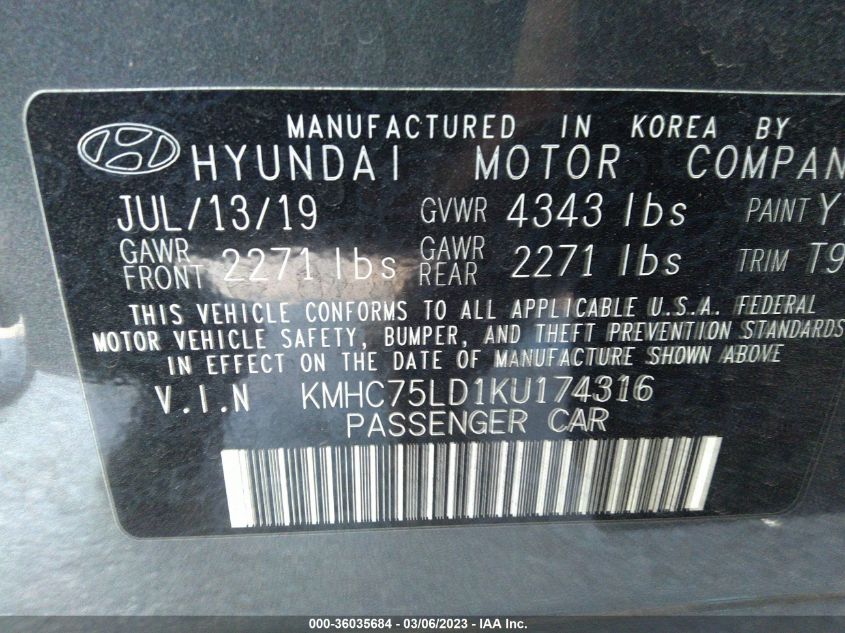 MANUFACTURED IN KOREA BY
HYUNDAI MOTOR COMPAN
JUL/13/19 GVWR 4343 lbs PAINT Y
GAWR FRONT 2271 lbs GAWR REAR 2271 lbs TRIM T9
THIS VEHICLE CONFORMS TO ALL APPLICABLE U.S.A. FEDERAL
MOTOR VEHICLE SAFETY, BUMPER, AND THEFT PREVENTION STANDARDS
IN EFFECT ON THE DATE OF MANUFACTURE SHOWN ABOVE
V.I.N KMHC75LD1KU174316
PASSENGER CAR
000-36035684 - 03/06/2023 - IAA Inc.